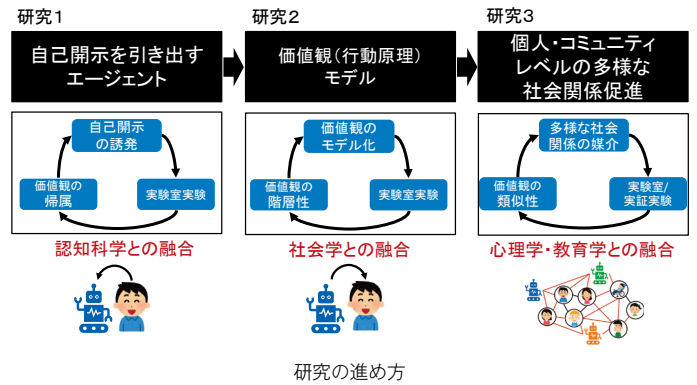 研究1
自己開示を引き出す
エージェント
自己開示
の誘発
価値観の
帰属
実験室実験
認知科学との融合
研究2
価値観(行動原理)
モデル
価値観の
モデル化
価値観の
階層性
実験室実験
社会学との融合
研究3
個人・コミュニティ
レベルの多様な
社会関係促進
多様な社会
関係の媒介
価値観の
類似性
実験室/
実証実験
心理学・教育学との融合
研究の進め方